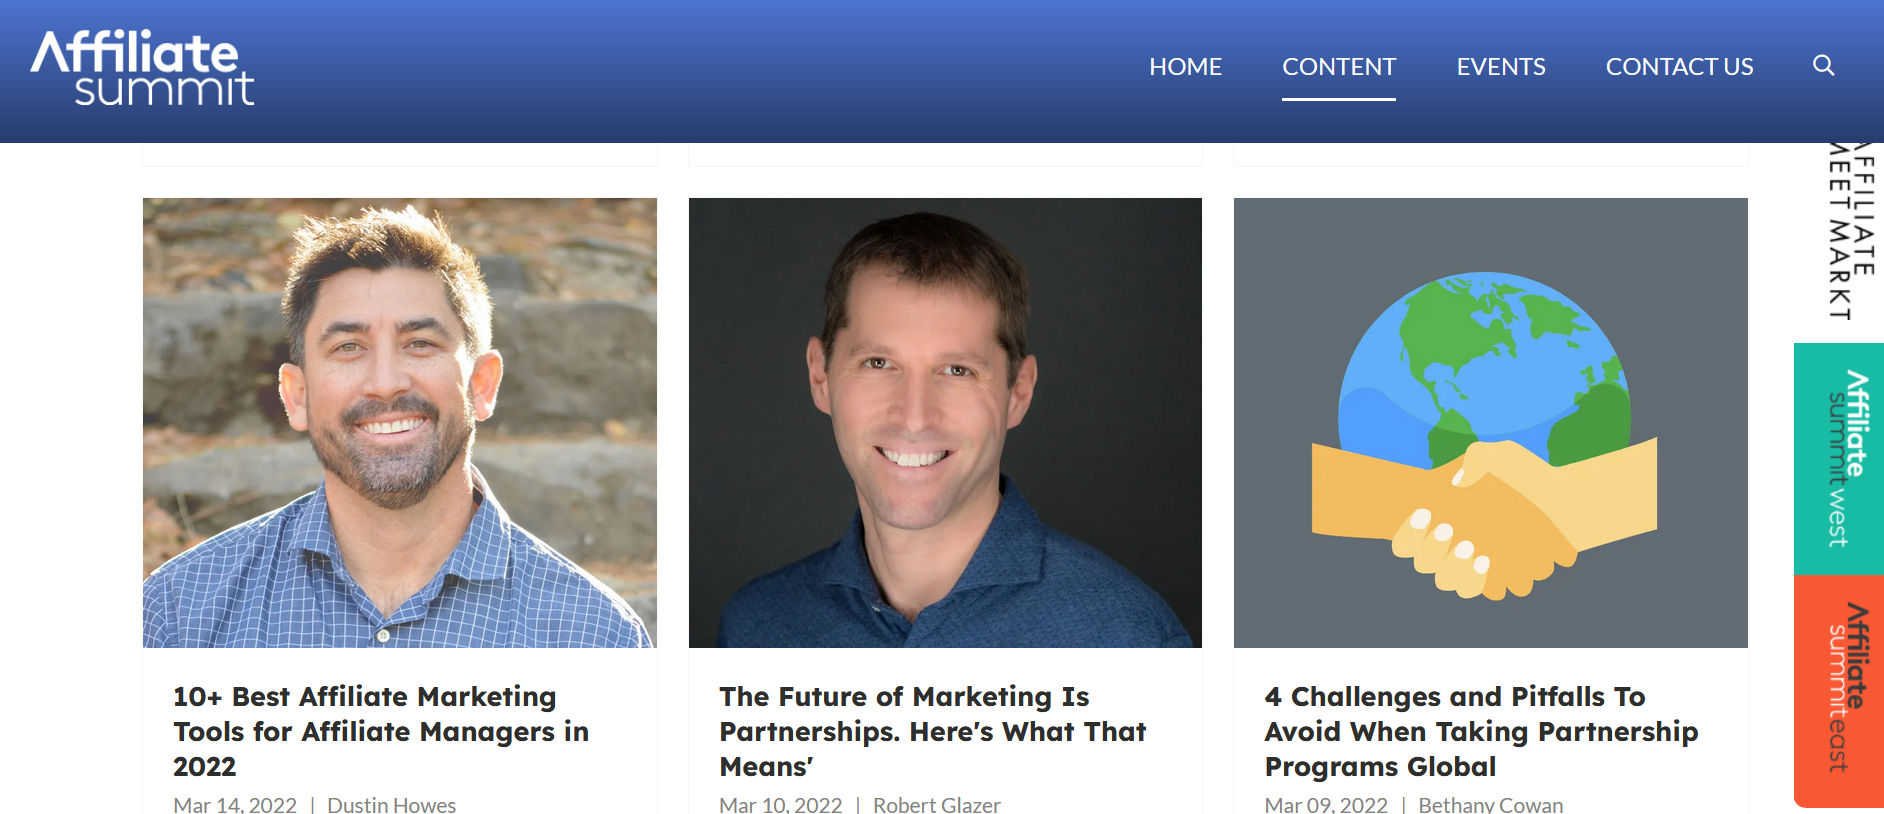 Affiliate
summit
HOME
CONTENT
EVENTS
CONTACT US
AFFILIATE
MEET MARKT
Affiliate
summit west
Affiliate
summit east
10+ Best Affiliate Marketing
Tools for Affiliate Managers in
2022
Mar 14, 2022 | Dustin Howes
The Future of Marketing Is
Partnerships. Here's What That
Means'
Mar 10, 2022 | Robert Glazer
4 Challenges and Pitfalls To
Avoid When Taking Partnership
Programs Global
Mar 09, 2022 | Bethany Cowan